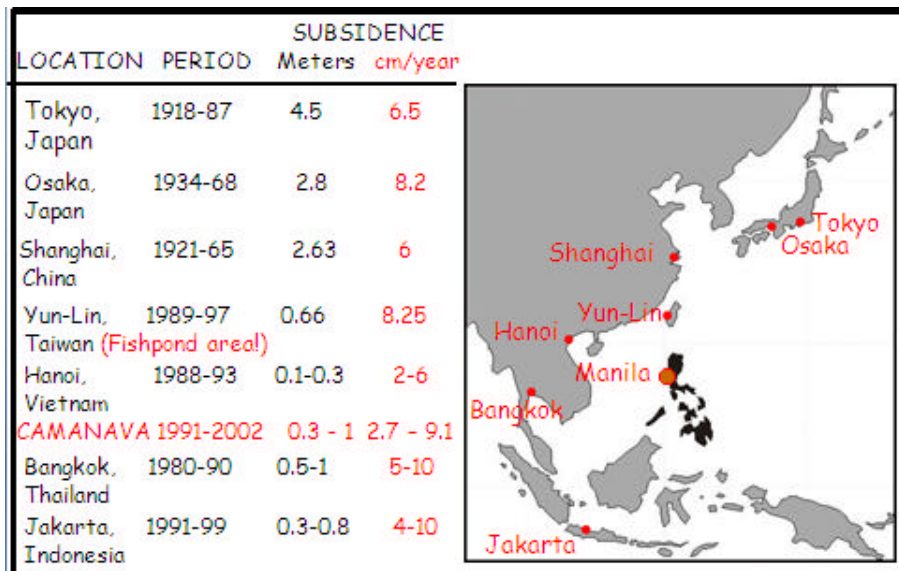 SUBSIDENCE
LOCATION PERIOD Meters cm/year
Tokyo, 1918-87 4.5 6.5
Japan
Osaka, 1934-68 2.8 8.2
Japan
Shanghai, 1921-65 2.63 6
China
Yun-Lin, 1989-97 0.66 8.25
Taiwan (Fishpond area!)
Hanoi, 1988-93 0.1-0.3 2-6
Vietnam
CAMANAVA 1991-2002 0.3 - 1 2.7 - 9.1
Bangkok, 1980-90 0.5-1 5-10
Thailand
Jakarta, 1991-99 0.3-0.8 4-10
Indonesia
Tokyo
Osaka
Shanghai
Yun-Lin
Hanoi
Manila
Bangkok
Jakarta